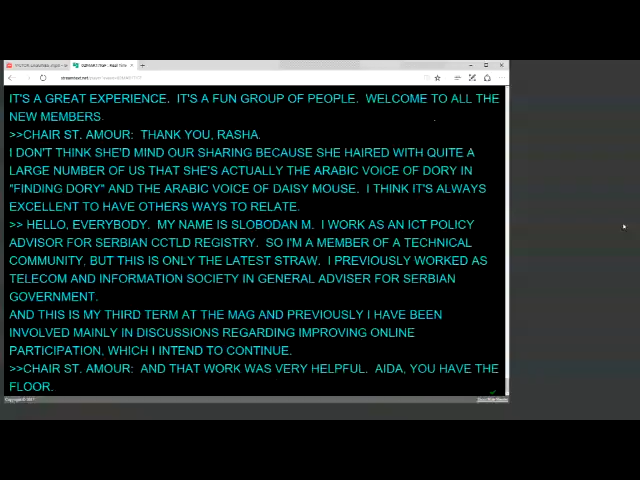 IT'S A GREAT EXPERIENCE.  IT'S A FUN GROUP OF PEOPLE.  WELCOME TO ALL THE
NEW MEMBERS.
>>CHAIR ST. AMOUR:  THANK YOU, RASHA.
I DON'T THINK SHE'D MIND OUR SHARING BECAUSE SHE HAIRED WITH QUITE A
LARGE NUMBER OF US THAT SHE'S ACTUALLY THE ARABIC VOICE OF DORY IN
"FINDING DORY" AND THE ARABIC VOICE OF DAISY MOUSE.  I THINK IT'S ALWAYS
EXCELLENT TO HAVE OTHERS WAYS TO RELATE.
>> HELLO, EVERYBODY.  MY NAME IS SLOBODAN M.  I WORK AS AN ICT POLICY
ADVISOR FOR SERBIAN CCTLD REGISTRY.  SO I'M A MEMBER OF A TECHNICAL
COMMUNITY, BUT THIS IS ONLY THE LATEST STRAW.  I PREVIOUSLY WORKED AS
TELECOM AND INFORMATION SOCIETY IN GENERAL ADVISER FOR SERBIAN
GOVERNMENT.
AND THIS IS MY THIRD TERM AT THE MAG AND PREVIOUSLY I HAVE BEEN
INVOLVED MAINLY IN DISCUSSIONS REGARDING IMPROVING ONLINE
PARTICIPATION, WHICH I INTEND TO CONTINUE.
>>CHAIR ST. AMOUR:  AND THAT WORK WAS VERY HELPFUL.  AIDA, YOU HAVE THE
FLOOR.